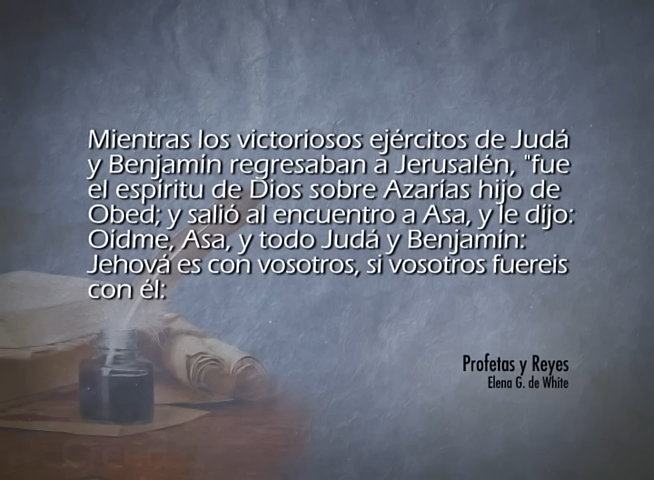 Mientras los victoriosos ejércitos de Judá
y Benjamín regresaban a Jerusalén, "fue
el espíritu de Dios sobre Azarías hijo de
Obed; y salió al encuentro a Asa, y le díjo:
Oídme, Asa, y todo Judá y Benjamín:
Jehová es con vosotros, si vosotros fuereis
con él:
Profetas y Reyes
Elena G. de White